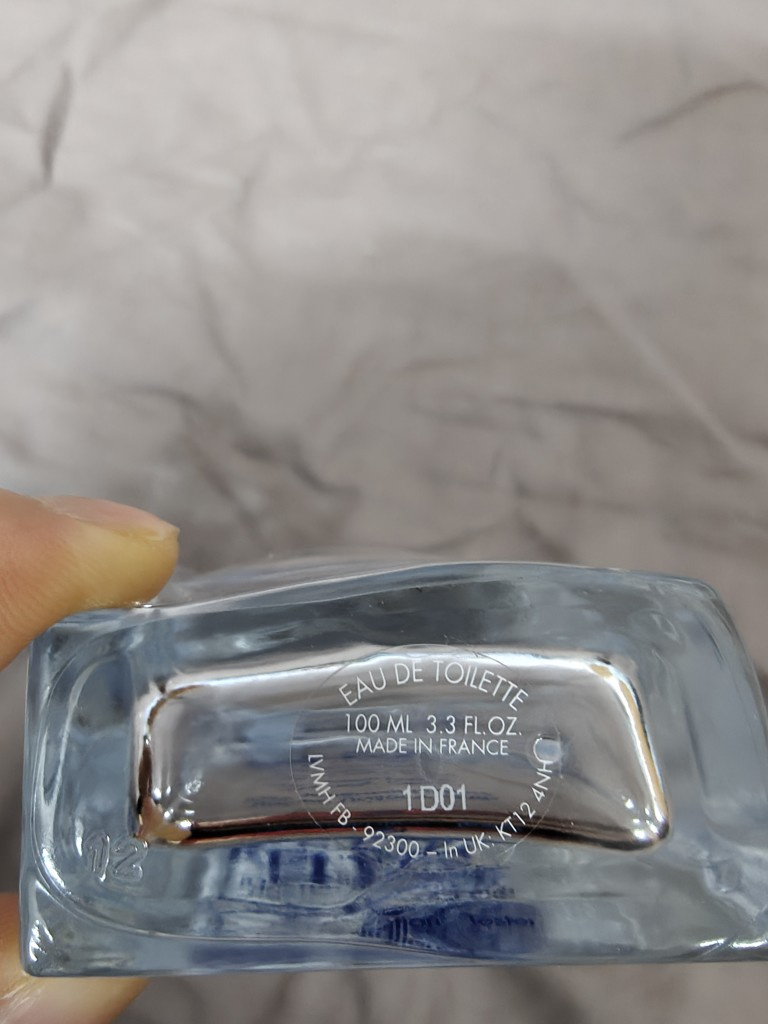 EAU DE TOILETTE
100 ML 3.3 FL.OZ.
MADE IN FRANCE
1D01
LVMH FB - 92300 – In UK: KT12 4NH
12